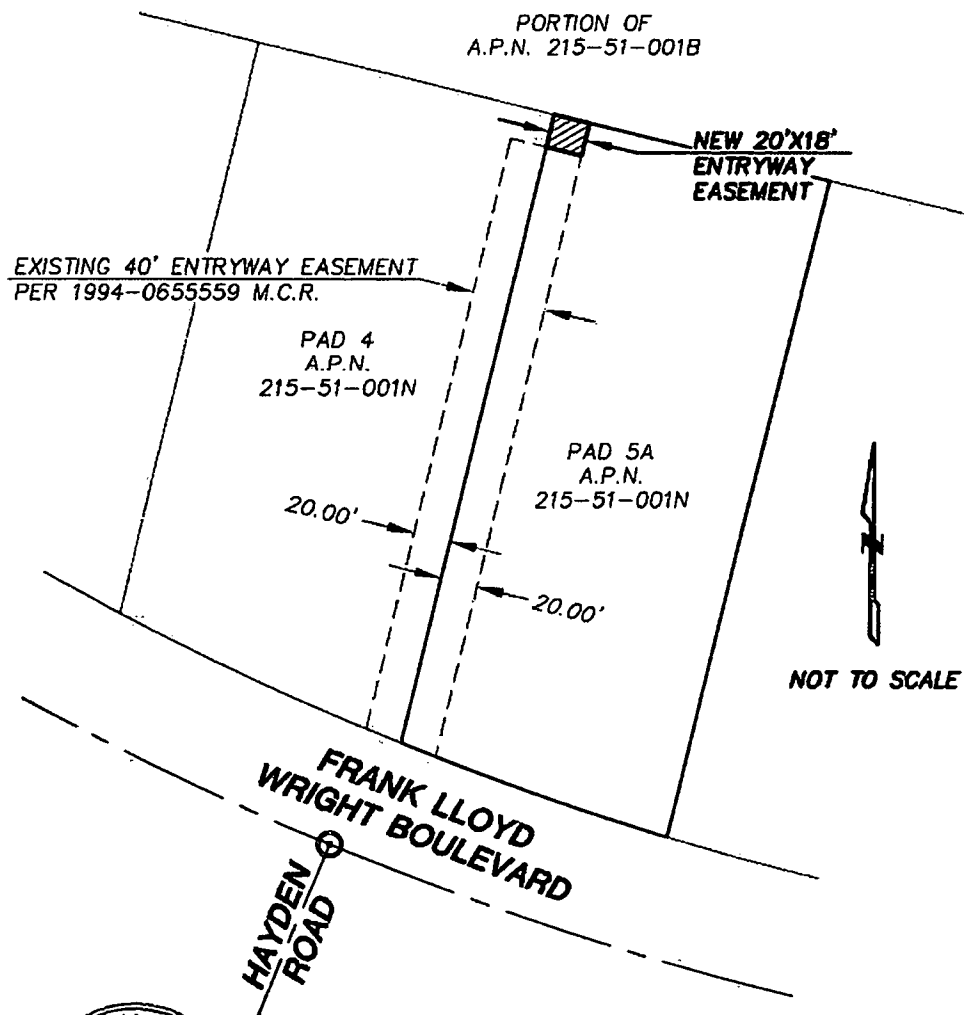 PORTION OF
A.P.N. 215-51-001B
NEW 20'X18'
ENTRYWAY
EASEMENT
EXISTING 40' ENTRYWAY EASEMENT
PER 1994-0655559 M.C.R.
PAD 4
A.P.N.
215-51-001N
PAD 5A
A.P.N.
215-51-001N
20.00'
20.00'
N
NOT TO SCALE
FRANK LLOYD
WRIGHT BOULEVARD
HAYDEN
ROAD